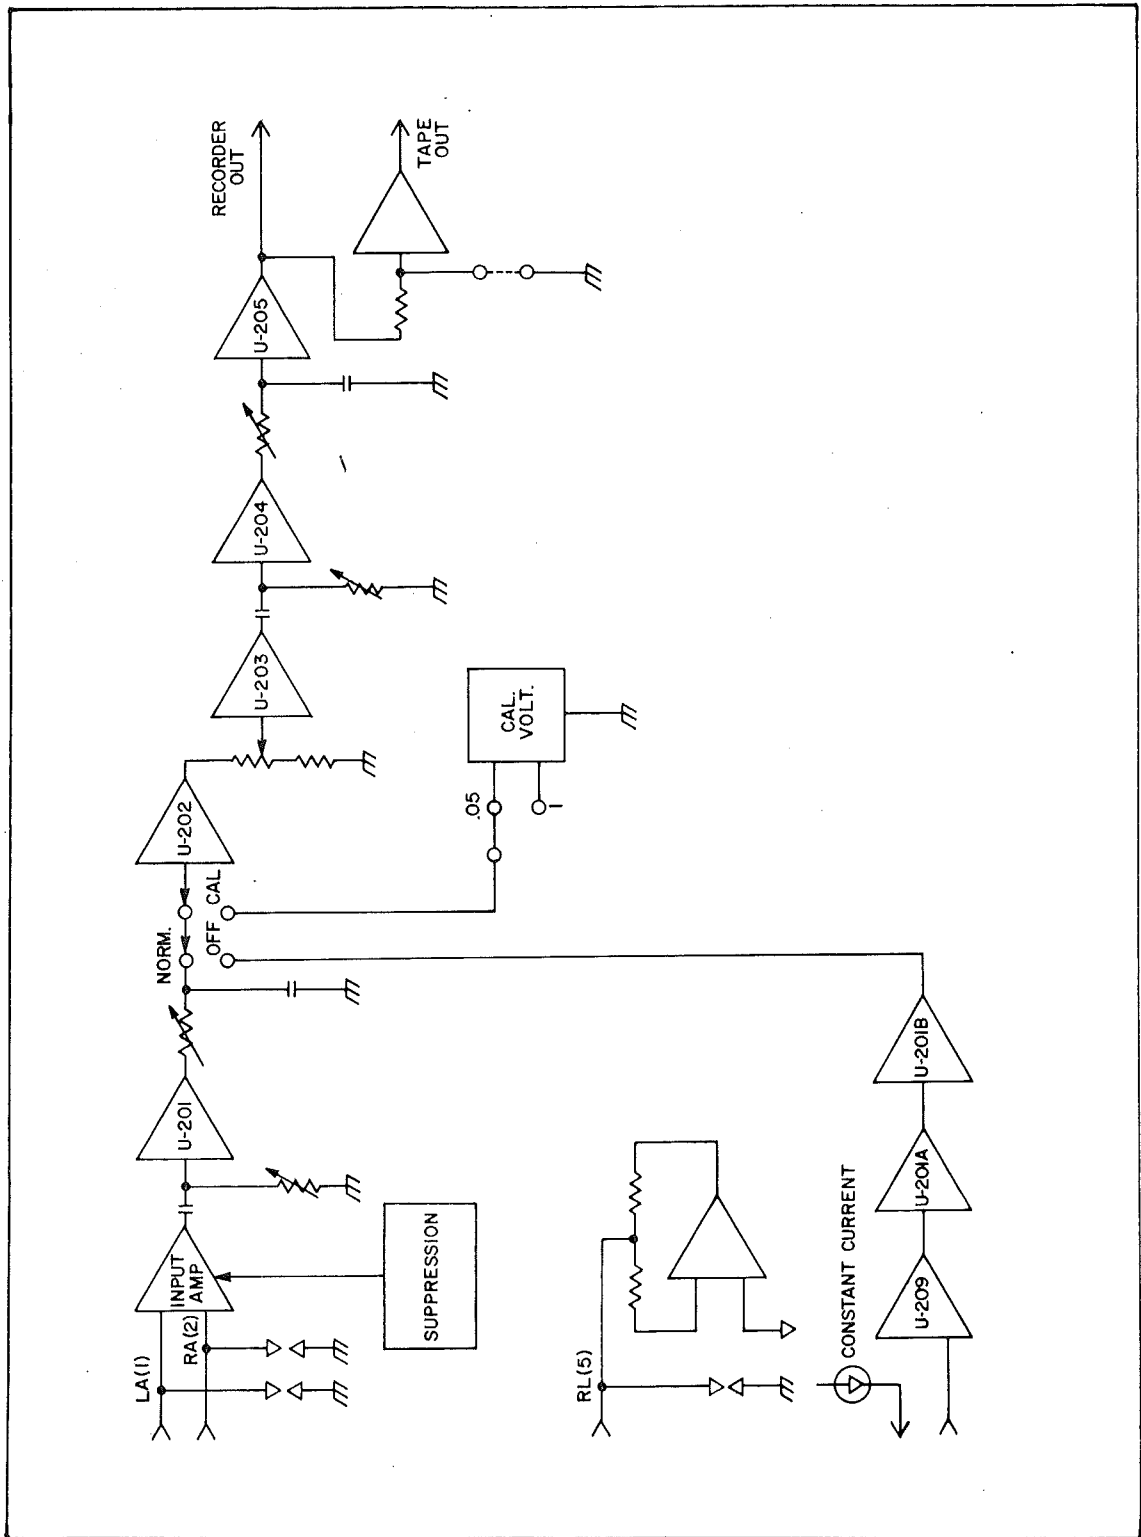 LA(1)
RA(2)
INPUT
AMP
SUPPRESSION
U-201
NORM.
OFF
CAL
U-202
U-203
U-204
U-205
RECORDER
OUT
TAPE
OUT
.05
1
CAL.
VOLT.
RL(5)
CONSTANT CURRENT
U-209
U-201A
U-201B